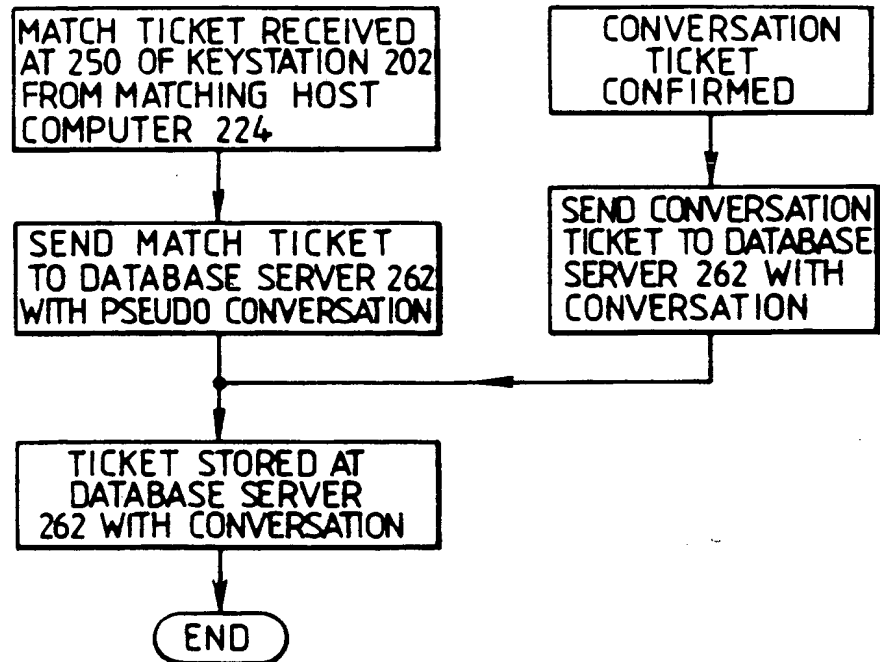 MATCH TICKET RECEIVED
AT 250 OF KEYSTATION 202
FROM MATCHING HOST
COMPUTER 224
CONVERSATION
TICKET
CONFIRMED
SEND MATCH TICKET
TO DATABASE SERVER 262
WITH PSEUDO CONVERSATION
SEND CONVERSATION
TICKET TO DATABASE
SERVER 262 WITH
CONVERSATION
TICKET STORED AT
DATABASE SERVER
262 WITH CONVERSATION
END